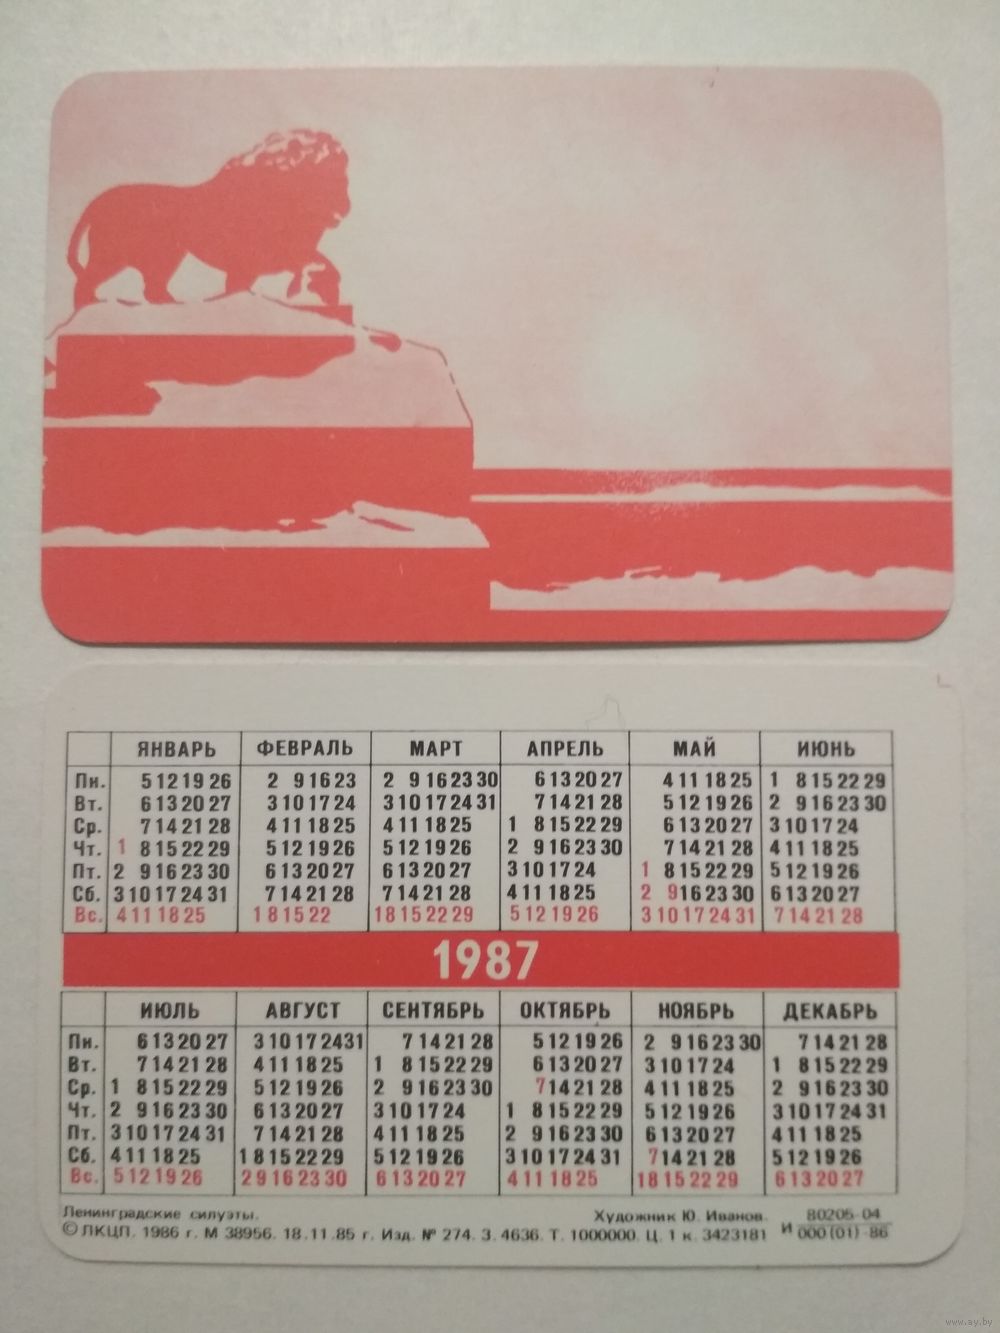 ЯНВАРЬ ФЕВРАЛЬ МАРТ АПРЕЛЬ МАЙ ИЮНЬ
Пн. 5 12 19 26 2 9 16 23 2 9 16 23 30 6 13 20 27 4 11 18 25 1 8 15 22 29
Вт. 6 13 20 27 3 10 17 24 3 10 17 24 31 7 14 21 28 5 12 19 26 2 9 16 23 30
Ср. 7 14 21 28 4 11 18 25 4 11 18 25 1 8 15 22 29 6 13 20 27 3 10 17 24
Чт. 1 8 15 22 29 5 12 19 26 5 12 19 26 2 9 16 23 30 7 14 21 28 4 11 18 25
Пт. 2 9 16 23 30 6 13 20 27 6 13 20 27 3 10 17 24 1 8 15 22 29 5 12 19 26
Сб. 3 10 17 24 31 7 14 21 28 7 14 21 28 4 11 18 25 2 9 16 23 30 6 13 20 27
Вс. 4 11 18 25 1 8 15 22 1 8 15 22 29 5 12 19 26 3 10 17 24 31 7 14 21 28
1987
ИЮЛЬ АВГУСТ СЕНТЯБРЬ ОКТЯБРЬ НОЯБРЬ ДЕКАБРЬ
Пн. 6 13 20 27 3 10 17 24 31 7 14 21 28 5 12 19 26 2 9 16 23 30 7 14 21 28
Вт. 7 14 21 28 4 11 18 25 1 8 15 22 29 6 13 20 27 3 10 17 24 1 8 15 22 29
Ср. 1 8 15 22 29 5 12 19 26 2 9 16 23 30 7 14 21 28 4 11 18 25 2 9 16 23 30
Чт. 2 9 16 23 30 6 13 20 27 3 10 17 24 1 8 15 22 29 5 12 19 26 3 10 17 24 31
Пт. 3 10 17 24 31 7 14 21 28 4 11 18 25 2 9 16 23 30 6 13 20 27 4 11 18 25
Сб. 4 11 18 25 1 8 15 22 29 5 12 19 26 3 10 17 24 31 7 14 21 28 5 12 19 26
Вс. 5 12 19 26 2 9 16 23 30 6 13 20 27 4 11 18 25 1 8 15 22 29 6 13 20 27
Ленинградские силуэты. Художник Ю. Иванов. И 80205-04
© ЛКЦП. 1986 г. М 38956. 18.11.85 г. Изд. № 274. З. 4636. Т. 1000000. Ц. 1 к. 3423181 000(01)-86
www.ay.by